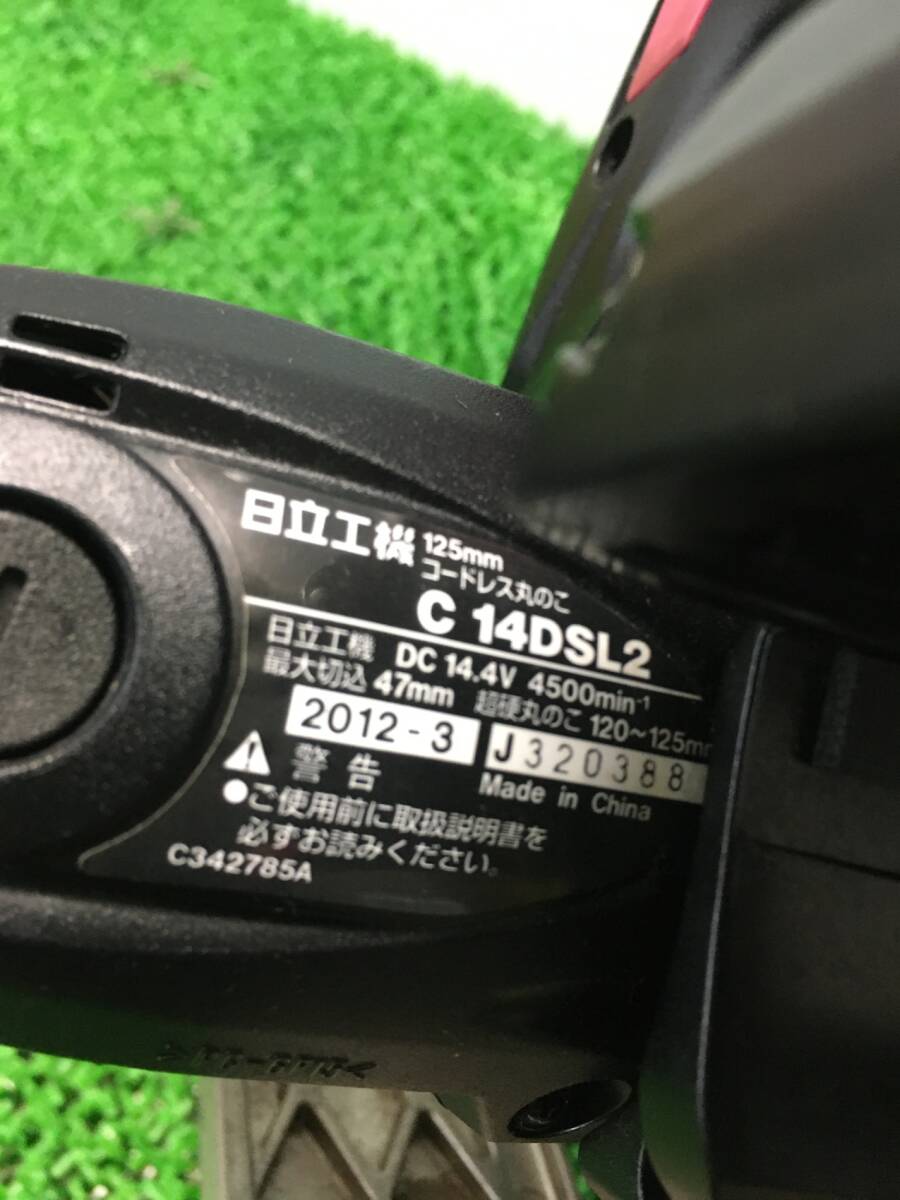 日立工機 125mm
コードレス丸のこ
C 14DSL2
日立工機 DC 14.4V 4500min-1
最大切込 47mm 超硬丸のこ 120～125mm
2012-3 J320388
警告 Made in China
●ご使用前に取扱説明書を
必ずお読みください。
C342785A